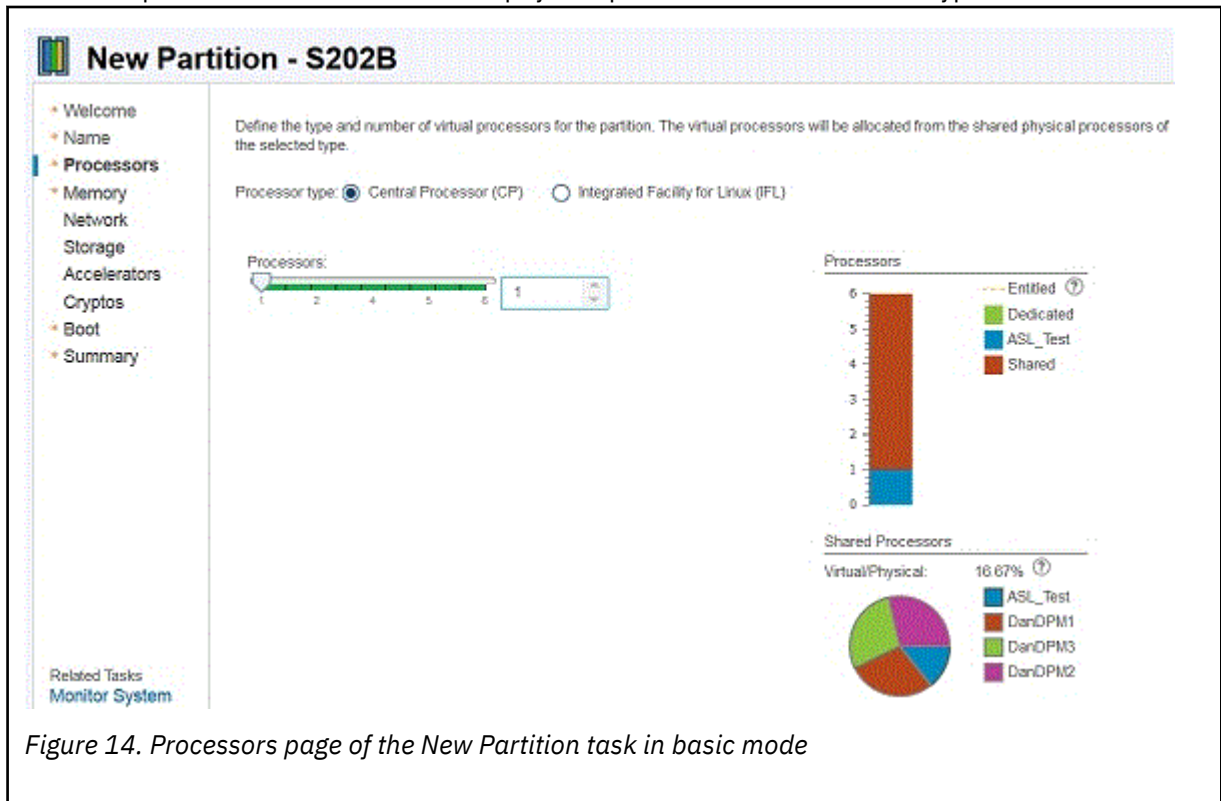 New Partition - S202B
Welcome
Name
Processors
Memory
Network
Storage
Accelerators
Cryptos
Boot
Summary
Related Tasks
Monitor System
Define the type and number of virtual processors for the partition. The virtual processors will be allocated from the shared physical processors of
the selected type.
Processor type: Central Processor (CP) Integrated Facility for Linux (IFL)
Processors:
1 2 4 5 6
1
Processors
6
5
4
3
2
1
0
Entitled ?
Dedicated
ASL_Test
Shared
Shared Processors
Virtual/Physical: 16.67% ?
ASL_Test
DanDPM1
DanDPM3
DanDPM2
Figure 14. Processors page of the New Partition task in basic mode